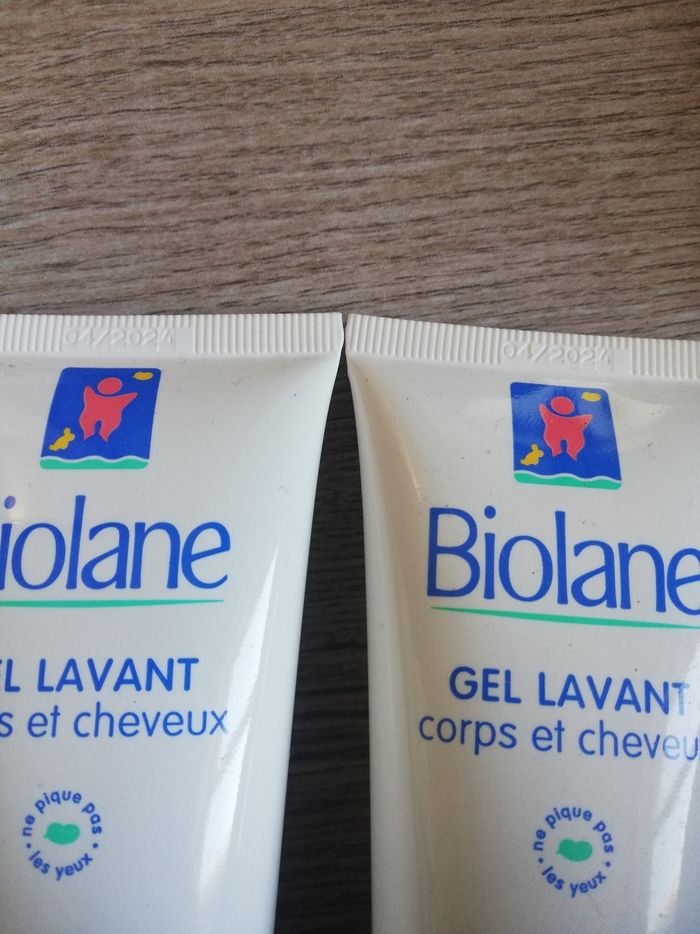 04/2024
iolane
EL LAVANT
s et cheveux
ne pique pas
les yeux
04/2024
Biolane
GEL LAVANT
corps et cheveu
ne pique pas
les yeux